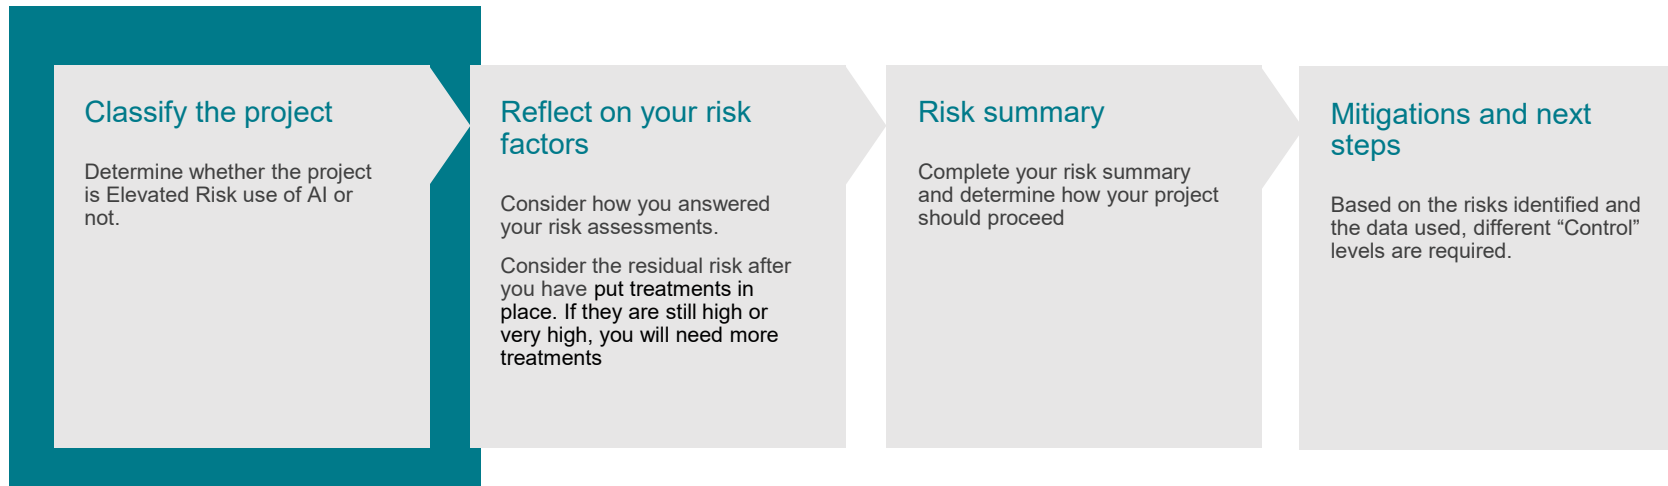 Classify the project
Determine whether the project
is Elevated Risk use of AI or
not.
Reflect on your risk
factors
Consider how you answered
your risk assessments.
Consider the residual risk after
you have put treatments in
place. If they are still high or
very high, you will need more
treatments
Risk summary
Complete your risk summary
and determine how your project
should proceed
Mitigations and next
steps
Based on the risks identified and
the data used, different “Control”
levels are required.